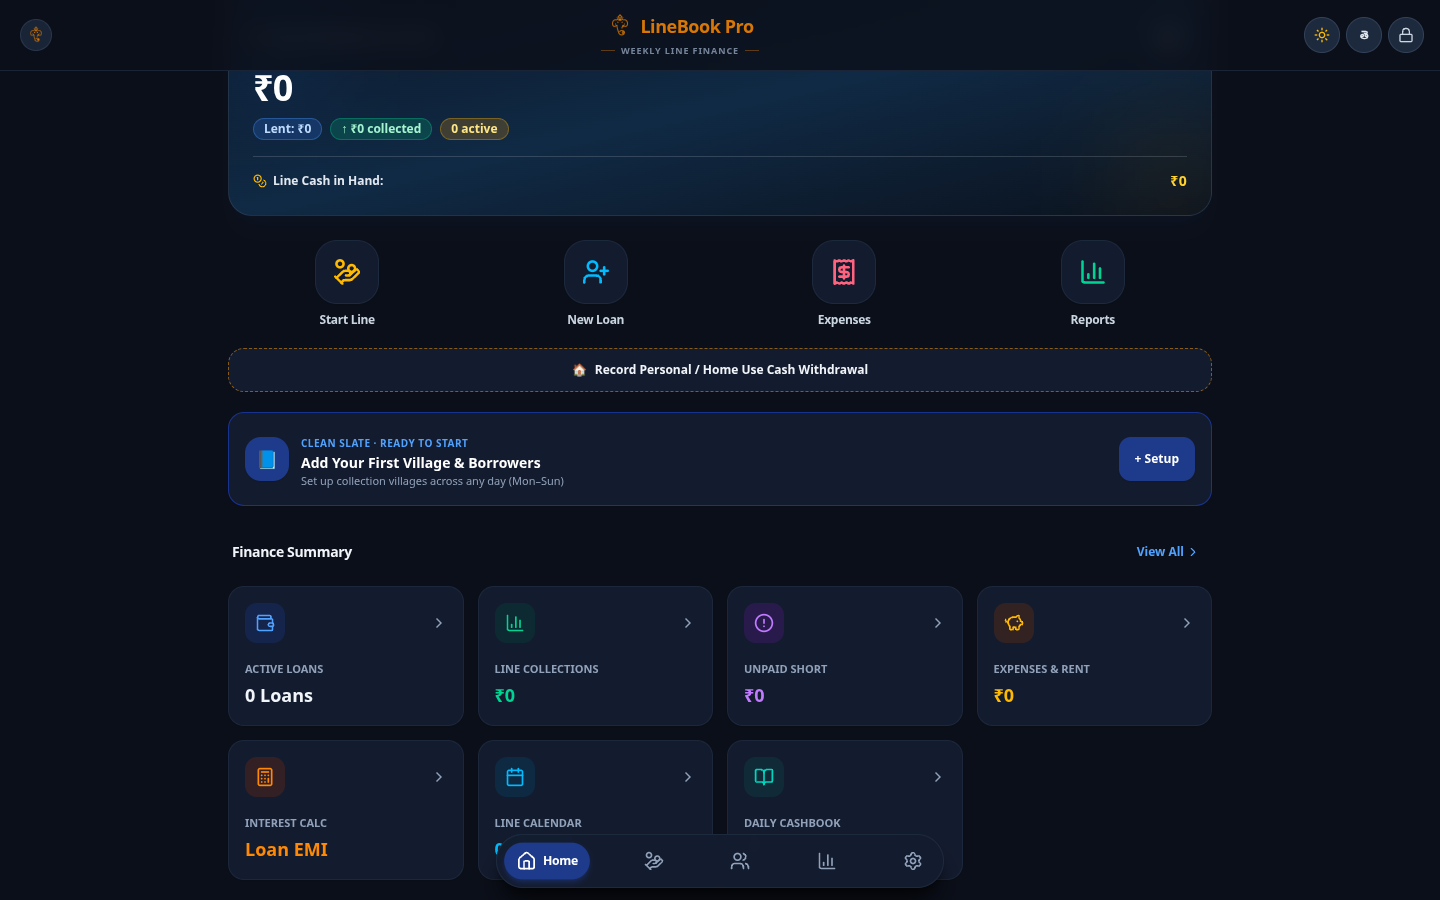 LineBook Pro
WEEKLY LINE FINANCE
₹0
Lent: ₹0
↑ ₹0 collected
0 active
Line Cash in Hand:
₹0
Start Line
New Loan
Expenses
Reports
🏠 Record Personal / Home Use Cash Withdrawal
CLEAN SLATE · READY TO START
Add Your First Village & Borrowers
Set up collection villages across any day (Mon–Sun)
+ Setup
Finance Summary
View All
ACTIVE LOANS
0 Loans
LINE COLLECTIONS
₹0
UNPAID SHORT
₹0
EXPENSES & RENT
₹0
INTEREST CALC
Loan EMI
LINE CALENDAR
DAILY CASHBOOK
Home